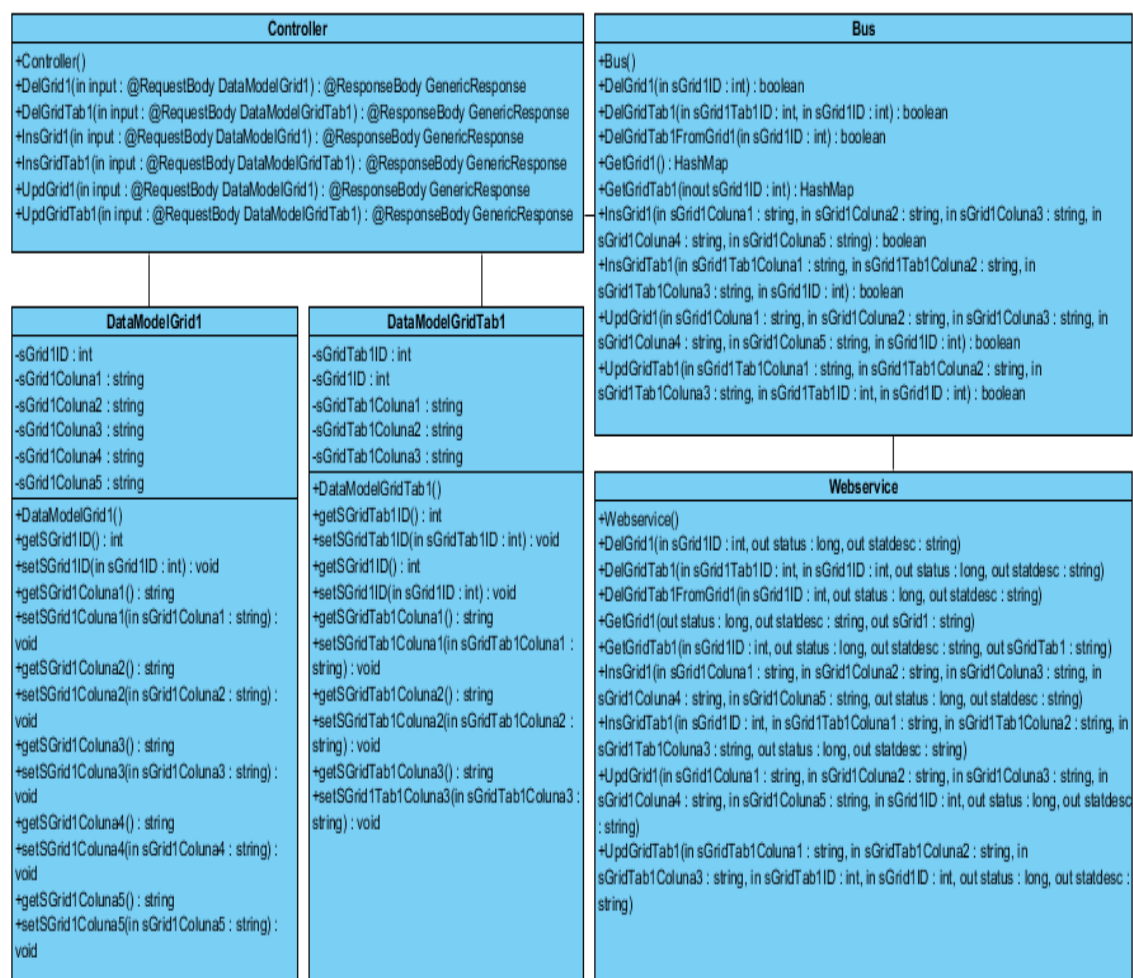 Controller
+Controller()
+DelGrid1(in input : @RequestBody DataModelGrid1) : @ResponseBody GenericResponse
+DelGridTab1(in input : @RequestBody DataModelGridTab1) : @ResponseBody GenericResponse
+InsGrid1(in input : @RequestBody DataModelGrid1) : @ResponseBody GenericResponse
+InsGridTab1(in input : @RequestBody DataModelGridTab1) : @ResponseBody GenericResponse
+UpdGrid1(in input : @RequestBody DataModelGrid1) : @ResponseBody GenericResponse
+UpdGridTab1(in input : @RequestBody DataModelGridTab1) : @ResponseBody GenericResponse
Bus
+Bus()
+DelGrid1(in sGrid1ID : int) : boolean
+DelGridTab1(in sGrid1Tab1ID : int, in sGrid1ID : int) : boolean
+DelGridTab1FromGrid1(in sGrid1ID : int) : boolean
+GetGrid1() : HashMap
+GetGridTab1(inout sGrid1ID : int) : HashMap
+InsGrid1(in sGrid1Coluna1 : string, in sGrid1Coluna2 : string, in sGrid1Coluna3 : string, in
sGrid1Coluna4 : string, in sGrid1Coluna5 : string) : boolean
+InsGridTab1(in sGrid1Tab1Coluna1 : string, in sGrid1Tab1Coluna2 : string, in
sGrid1Tab1Coluna3 : string, in sGrid1ID : int) : boolean
+UpdGrid1(in sGrid1Coluna1 : string, in sGrid1Coluna2 : string, in sGrid1Coluna3 : string, in
sGrid1Coluna4 : string, in sGrid1Coluna5 : string, in sGrid1ID : int) : boolean
+UpdGridTab1(in sGrid1Tab1Coluna1 : string, in sGrid1Tab1Coluna2 : string, in
sGrid1Tab1Coluna3 : string, in sGrid1Tab1ID : int, in sGrid1ID : int) : boolean
DataModelGrid1
-sGrid1ID : int
-sGrid1Coluna1 : string
-sGrid1Coluna2 : string
-sGrid1Coluna3 : string
-sGrid1Coluna4 : string
-sGrid1Coluna5 : string
+DataModelGrid1()
+getSGrid1ID() : int
+setSGrid1ID(in sGrid1ID : int) : void
+getSGrid1Coluna1() : string
+setSGrid1Coluna1(in sGrid1Coluna1 : string) :
void
+getSGrid1Coluna2() : string
+setSGrid1Coluna2(in sGrid1Coluna2 : string) :
void
+getSGrid1Coluna3() : string
+setSGrid1Coluna3(in sGrid1Coluna3 : string) :
void
+getSGrid1Coluna4() : string
+setSGrid1Coluna4(in sGrid1Coluna4 : string) :
void
+getSGrid1Coluna5() : string
+setSGrid1Coluna5(in sGrid1Coluna5 : string) :
void
DataModelGridTab1
-sGridTab1ID : int
-sGrid1ID : int
-sGridTab1Coluna1 : string
-sGridTab1Coluna2 : string
-sGridTab1Coluna3 : string
+DataModelGridTab1()
+getSGridTab1ID() : int
+setSGridTab1ID(in sGridTab1ID : int) : void
+getSGrid1ID() : int
+setSGrid1ID(in sGrid1ID : int) : void
+getSGridTab1Coluna1() : string
+setSGridTab1Coluna1(in sGridTab1Coluna1 :
string) : void
+getSGridTab1Coluna2() : string
+setSGridTab1Coluna2(in sGridTab1Coluna2 :
string) : void
+getSGridTab1Coluna3() : string
+setSGrid1Tab1Coluna3(in sGridTab1Coluna3 :
string) : void
Webservice
+Webservice()
+DelGrid1(in sGrid1ID : int, out status : long, out statdesc : string)
+DelGridTab1(in sGrid1Tab1ID : int, in sGrid1ID : int, out status : long, out statdesc : string)
+DelGridTab1FromGrid1(in sGrid1ID : int, out status : long, out statdesc : string)
+GetGrid1(out status : long, out statdesc : string, out sGrid1 : string)
+GetGridTab1(in sGrid1ID : int, out status : long, out statdesc : string, out sGridTab1 : string)
+InsGrid1(in sGrid1Coluna1 : string, in sGrid1Coluna2 : string, in sGrid1Coluna3 : string, in
sGrid1Coluna4 : string, in sGrid1Coluna5 : string, out status : long, out statdesc : string)
+InsGridTab1(in sGrid1ID : int, in sGrid1Tab1Coluna1 : string, in sGrid1Tab1Coluna2 : string, in
sGrid1Tab1Coluna3 : string, out status : long, out statdesc : string)
+UpdGrid1(in sGrid1Coluna1 : string, in sGrid1Coluna2 : string, in sGrid1Coluna3 : string, in
sGrid1Coluna4 : string, in sGrid1Coluna5 : string, in sGrid1ID : int, out status : long, out statdesc
: string)
+UpdGridTab1(in sGridTab1Coluna1 : string, in sGridTab1Coluna2 : string, in
sGridTab1Coluna3 : string, in sGridTab1ID : int, in sGrid1ID : int, out status : long, out statdesc :
string)